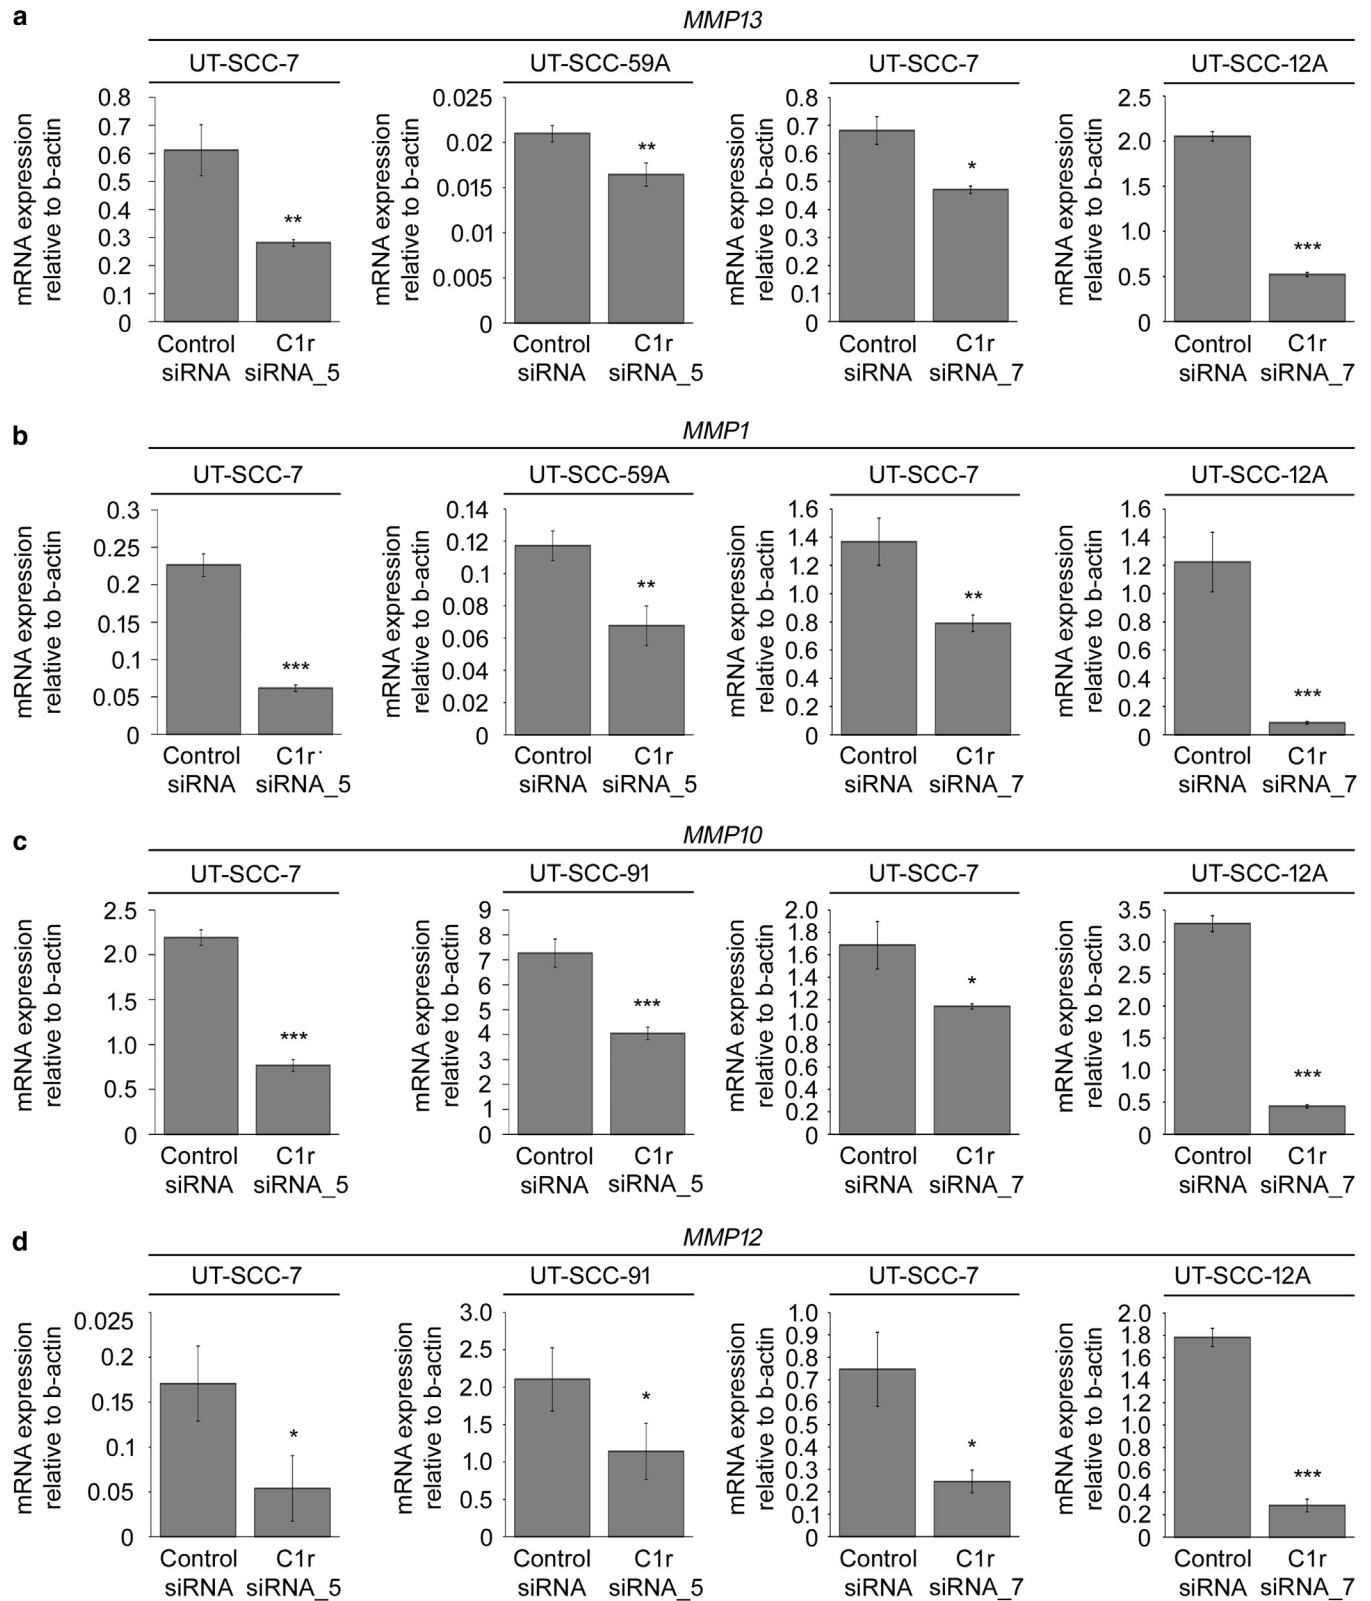 a
MMP13
UT-SCC-7
mRNA expression
relative to b-actin
0.8
0.7
0.6
0.5
0.4
0.3
0.2
0.1
0
**
Control
siRNA
C1r
siRNA_5
UT-SCC-59A
mRNA expression
relative to b-actin
0.025
0.02
0.015
0.01
0.005
0
**
Control
siRNA
C1r
siRNA_5
UT-SCC-7
mRNA expression
relative to b-actin
0.8
0.7
0.6
0.5
0.4
0.3
0.2
0.1
0
*
Control
siRNA
C1r
siRNA_7
UT-SCC-12A
mRNA expression
relative to b-actin
2.5
2.0
1.5
1.0
0.5
0
***
Control
siRNA
C1r
siRNA_7
b
MMP1
UT-SCC-7
mRNA expression
relative to b-actin
0.3
0.25
0.2
0.15
0.1
0.05
0
***
Control
siRNA
C1r
siRNA_5
UT-SCC-59A
mRNA expression
relative to b-actin
0.14
0.12
0.1
0.08
0.06
0.04
0.02
0
**
Control
siRNA
C1r
siRNA_5
UT-SCC-7
mRNA expression
relative to b-actin
1.6
1.4
1.2
1.0
0.8
0.6
0.4
0.2
0
**
Control
siRNA
C1r
siRNA_7
UT-SCC-12A
mRNA expression
relative to b-actin
1.6
1.4
1.2
1.0
0.8
0.6
0.4
0.2
0
***
Control
siRNA
C1r
siRNA_7
c
MMP10
UT-SCC-7
mRNA expression
relative to b-actin
2.5
2.0
1.5
1.0
0.5
0
***
Control
siRNA
C1r
siRNA_5
UT-SCC-91
mRNA expression
relative to b-actin
9
8
7
6
5
4
3
2
1
0
***
Control
siRNA
C1r
siRNA_5
UT-SCC-7
mRNA expression
relative to b-actin
2.0
1.8
1.6
1.4
1.2
1.0
0.8
0.6
0.4
0.2
0
*
Control
siRNA
C1r
siRNA_7
UT-SCC-12A
mRNA expression
relative to b-actin
3.5
3.0
2.5
2.0
1.5
1.0
0.5
0
***
Control
siRNA
C1r
siRNA_7
d
MMP12
UT-SCC-7
mRNA expression
relative to b-actin
0.025
0.2
0.15
0.1
0.05
0
*
Control
siRNA
C1r
siRNA_5
UT-SCC-91
mRNA expression
relative to b-actin
3.0
2.5
2.0
1.5
1.0
0.5
0
*
Control
siRNA
C1r
siRNA_5
UT-SCC-7
mRNA expression
relative to b-actin
1.0
0.9
0.8
0.7
0.6
0.5
0.4
0.3
0.2
0.1
0
*
Control
siRNA
C1r
siRNA_7
UT-SCC-12A
mRNA expression
relative to b-actin
2.0
1.8
1.6
1.4
1.2
1.0
0.8
0.6
0.4
0.2
0
***
Control
siRNA
C1r
siRNA_7